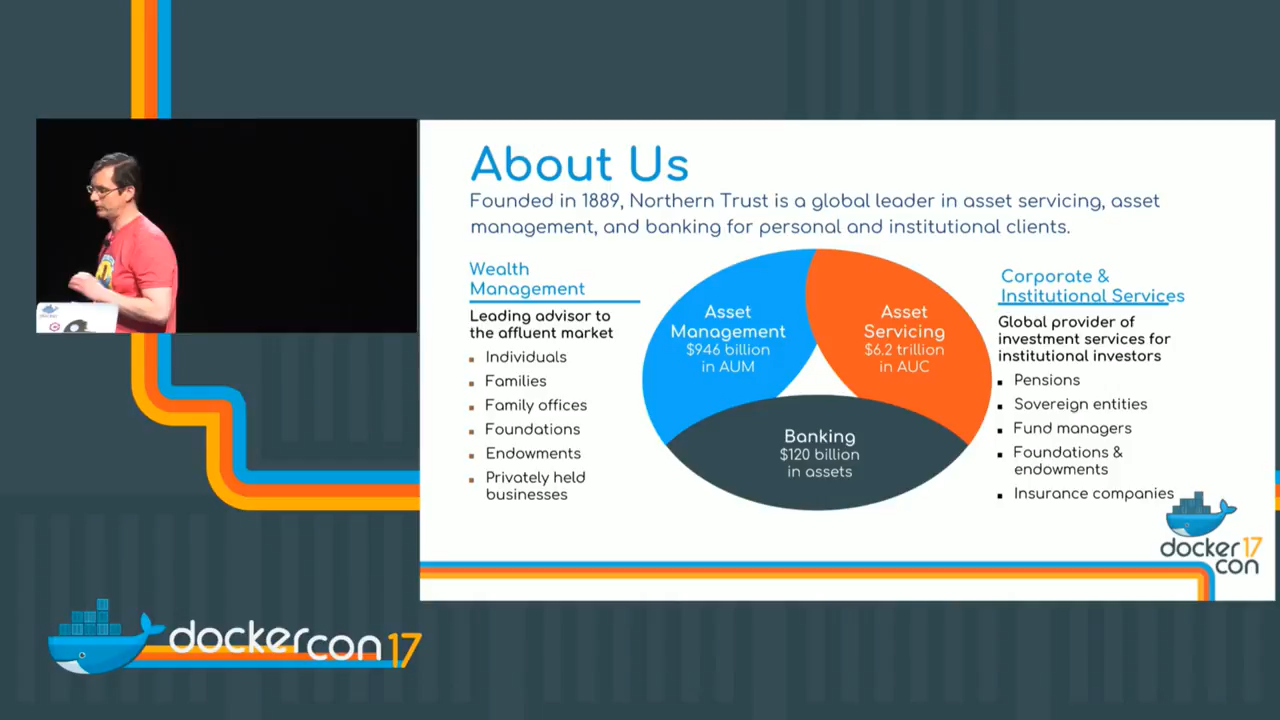 About Us
Founded in 1889, Northern Trust is a global leader in asset servicing, asset
management, and banking for personal and institutional clients.
Wealth
Management
Leading advisor to
the affluent market
Individuals
Families
Family offices
Foundations
Endowments
Privately held
businesses
Asset
Management
$946 billion
in AUM
Asset
Servicing
$6.2 trillion
in AUC
Banking
$120 billion
in assets
Corporate &
Institutional Services
Global provider of
investment services for
institutional investors
Pensions
Sovereign entities
Fund managers
Foundations &
endowments
Insurance companies
docker 17
con
dockercon 17